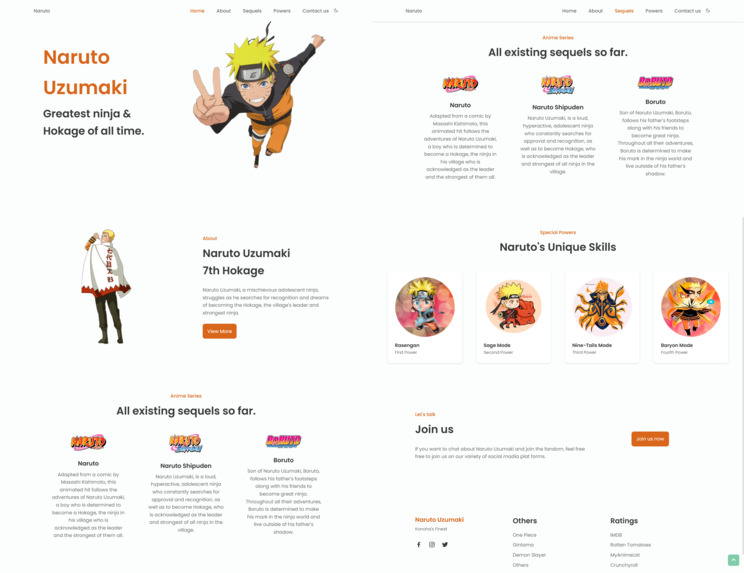 Naruto
Home About Sequels Powers Contact us
Naruto
Uzumaki
Greatest ninja &
Hokage of all time.
About
Naruto Uzumaki
7th Hokage
Naruto Uzumaki, a mischievous adolescent ninja,
struggles as he searches for recognition and dreams
of becoming the Hokage, the village's leader and
strongest ninja.
View More
Anime Series
All existing sequels so far.
NARUTO
NARUTO
BORUTO
Naruto
Adapted from a comic by
Masashi Kishimoto, this
animated hit follows the
adventures of Naruto Uzumaki,
a boy who is determined to
become a Hokage, the ninja in
his village who is
acknowledged as the leader
and the strongest of them all.
Naruto Shipuden
Naruto Uzumaki, is a loud,
hyperactive, adolescent ninja
who constantly searches for
approval and recognition, as
well as to become Hokage, who
is acknowledged as the leader
and strongest of all ninja in the
village.
Boruto
Son of Naruto Uzumaki, Boruto,
follows his father's footsteps
along with his friends to
become great ninja.
Throughout all their adventures,
Boruto is determined to make
his mark in the ninja world and
live outside of his father's
shadow.
Naruto
Home About Sequels Powers Contact us
Anime Series
All existing sequels so far.
NARUTO
NARUTO
BORUTO
Naruto
Adapted from a comic by
Masashi Kishimoto, this
animated hit follows the
adventures of Naruto Uzumaki,
a boy who is determined to
become a Hokage, the ninja in
his village who is
acknowledged as the leader
and the strongest of them all.
Naruto Shipuden
Naruto Uzumaki, is a loud,
hyperactive, adolescent ninja
who constantly searches for
approval and recognition, as
well as to become Hokage, who
is acknowledged as the leader
and strongest of all ninja in the
village.
Boruto
Son of Naruto Uzumaki, Boruto,
follows his father's footsteps
along with his friends to
become great ninja.
Throughout all their adventures,
Boruto is determined to make
his mark in the ninja world and
live outside of his father's
shadow.
Special Powers
Naruto's Unique Skills
Rasengan
First Power
Sage Mode
Second Power
Nine-Tails Mode
Third Power
Baryon Mode
Fourth Power
Let's talk
Join us
If you want to chat about Naruto Uzumaki and join the fandom, feel free
free to join us on our variety of social media plat forms.
Join us now
Naruto Uzumaki
Konoha's Finest
Others
One Piece
Gintama
Demon Slayer
Others
Ratings
IMDB
Rotten Tomatoes
MyAnimeList
Crunchyroll